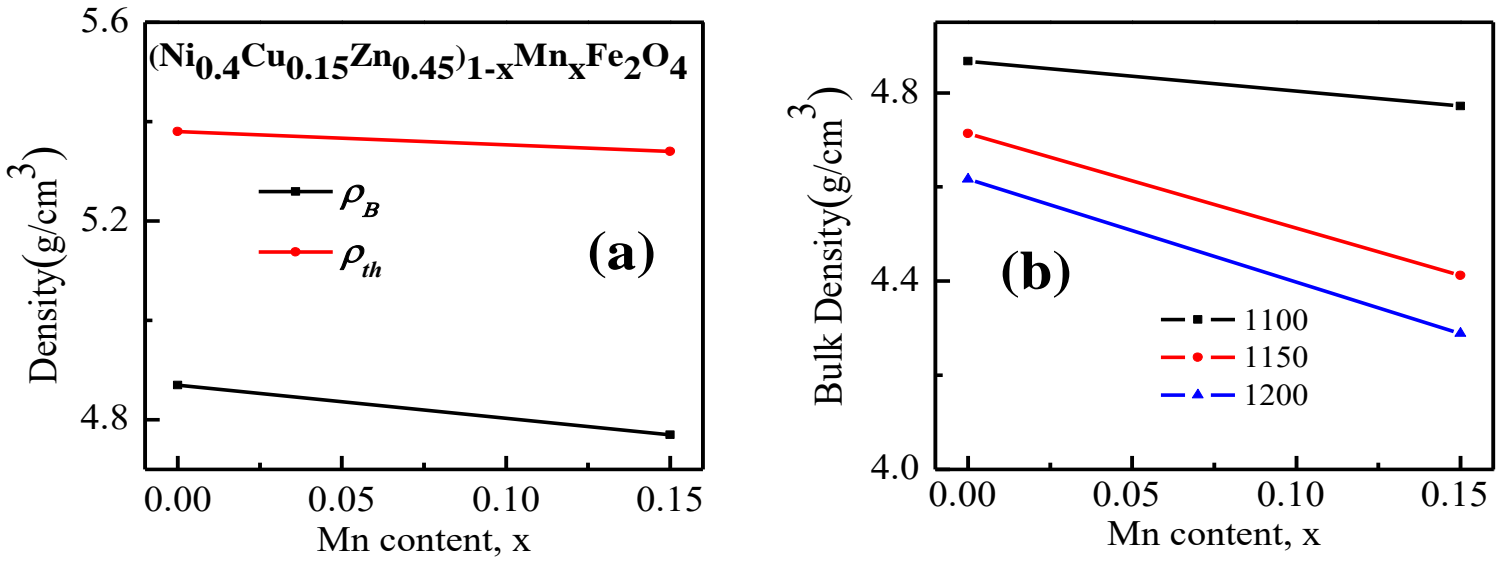 5.6
5.2
4.8
Density(g/cm³)
(Ni₀.₄Cu₀.₁₅Zn₀.₄₅)₁₋ₓMnₓFe₂O₄
ρ_B
ρ_th
(a)
0.00 0.05 0.10 0.15
Mn content, x
4.8
4.4
4.0
Bulk Density(g/cm³)
(b)
1100
1150
1200
0.00 0.05 0.10 0.15
Mn content, x